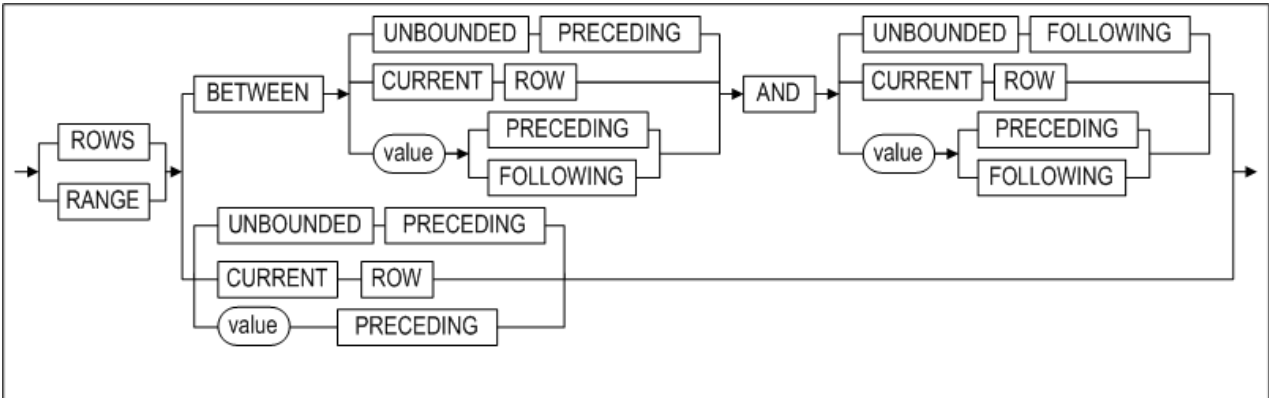 UNBOUNDED PRECEDING UNBOUNDED FOLLOWING
BETWEEN CURRENT ROW AND CURRENT ROW
ROWS value PRECEDING value PRECEDING
FOLLOWING FOLLOWING
RANGE
UNBOUNDED PRECEDING
CURRENT ROW
value PRECEDING